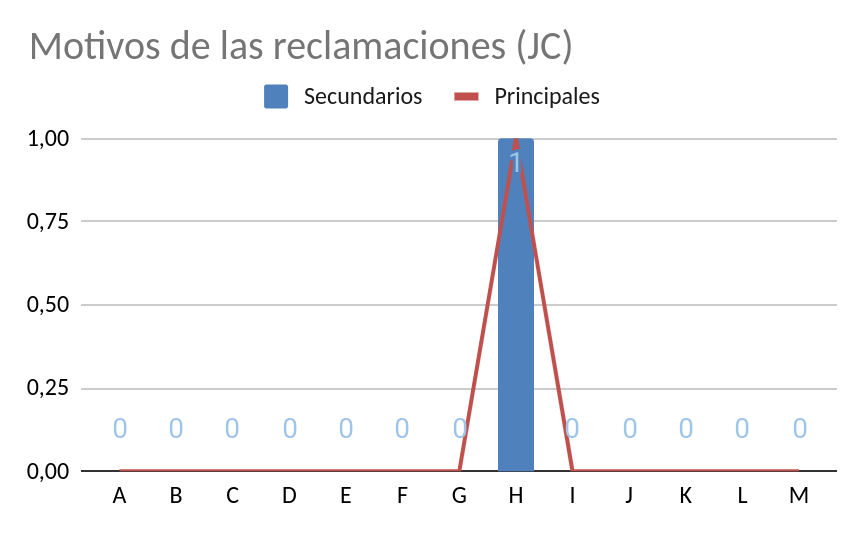 Motivos de las reclamaciones (JC)
Secundarios Principales
1,00
1
0,75
0,50
0,25
0 0 0 0 0 0 0 0 0 0 0 0
0,00
A B C D E F G H I J K L M